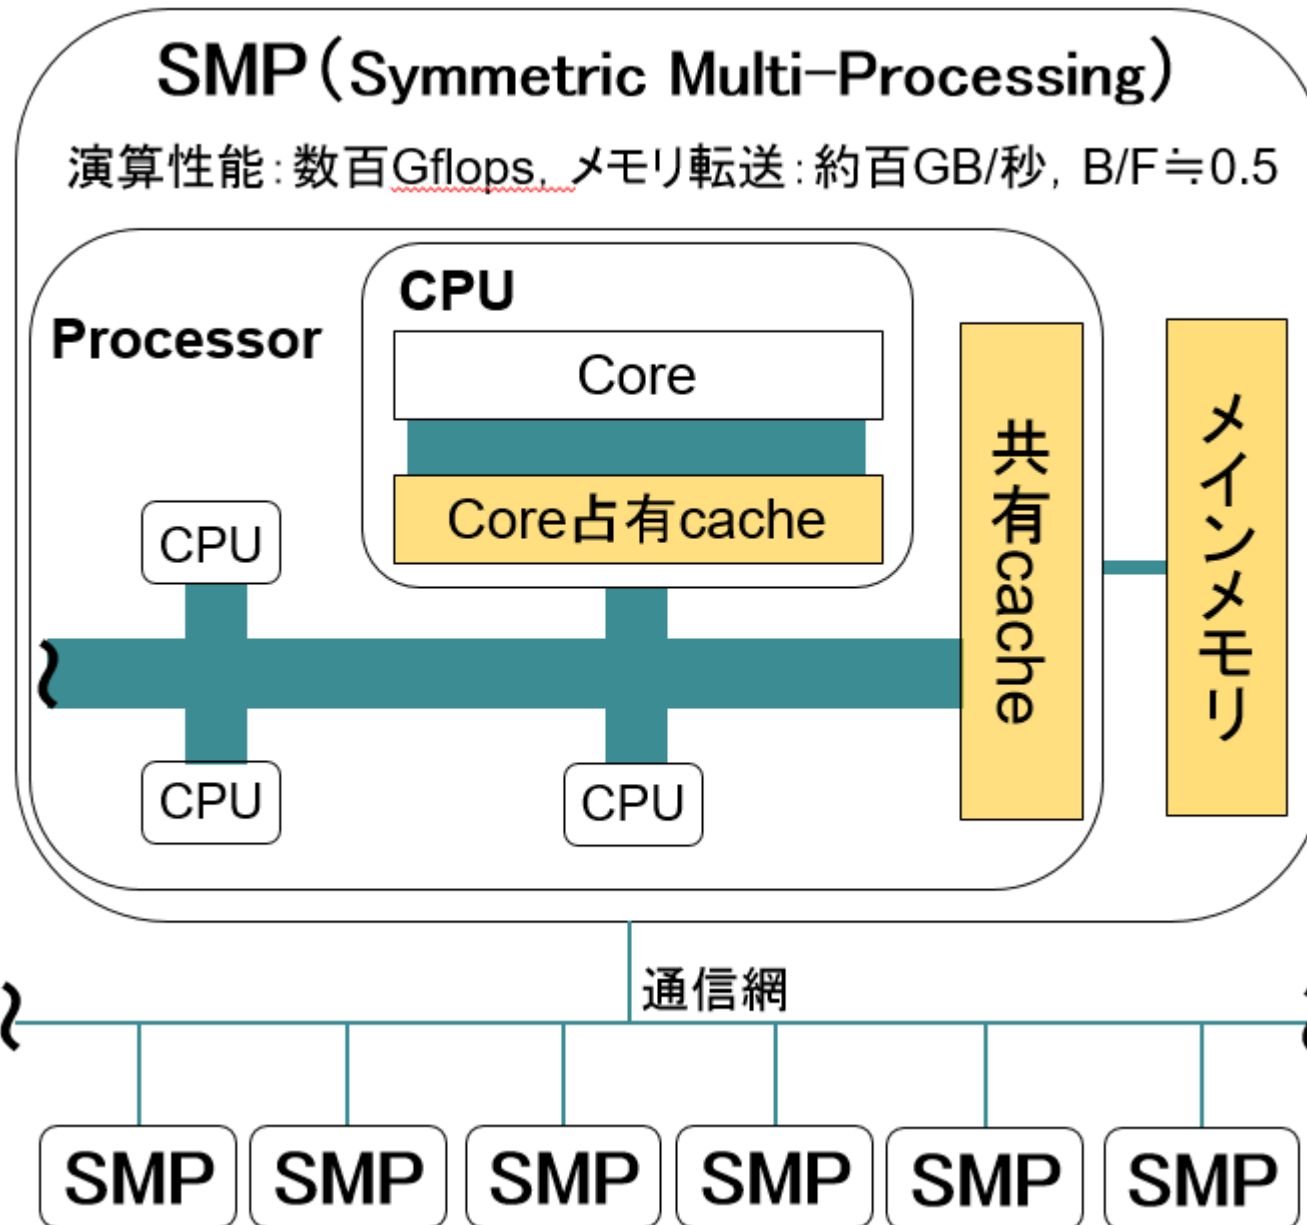 SMP(Symmetric Multi-Processing)
演算性能:数百Gflops, メモリ転送:約百GB/秒, B/F≒0.5
Processor
CPU
Core
Core占有cache
共有cache
メインメモリ
CPU
CPU
CPU
通信網
SMP
SMP
SMP
SMP
SMP
SMP